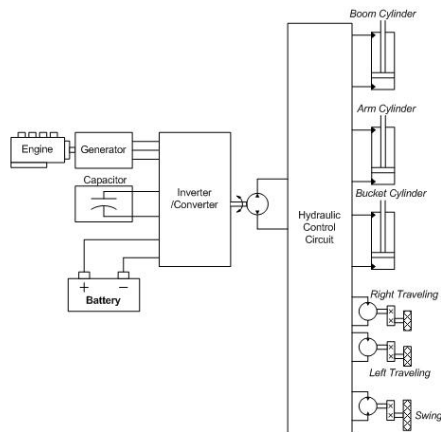 Boom Cylinder
Arm Cylinder
Engine
Generator
Capacitor
Inverter
/Converter
Bucket Cylinder
Hydraulic
Control
Circuit
+ −
Battery
Right Traveling
Left Traveling
Swing